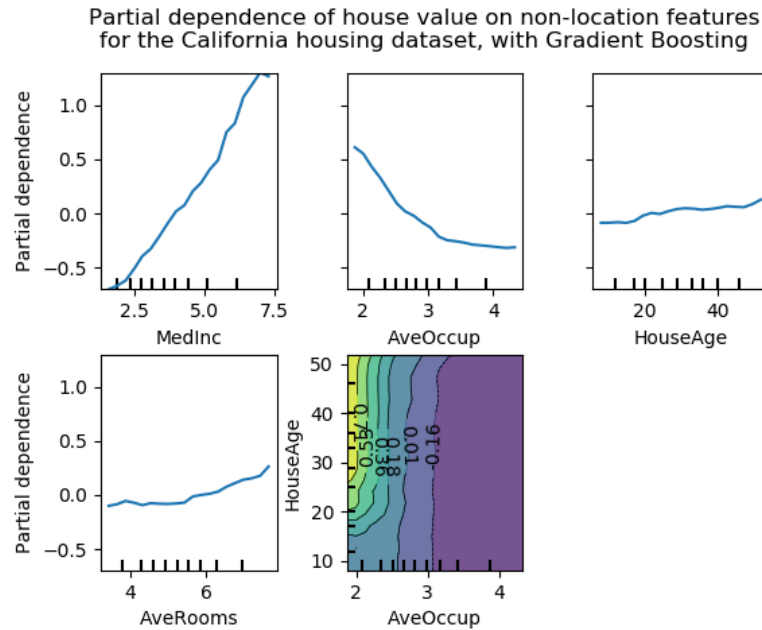 Partial dependence of house value on non-location features
for the California housing dataset, with Gradient Boosting
Partial dependence
1.0
0.5
0.0
−0.5
2.5 5.0 7.5
MedInc
2 3 4
AveOccup
20 40
HouseAge
Partial dependence
1.0
0.5
0.0
−0.5
4 6
AveRooms
HouseAge
50
40
30
20
10
0.75
0.55
0.36
0.18
0.01
-0.16
2 3 4
AveOccup